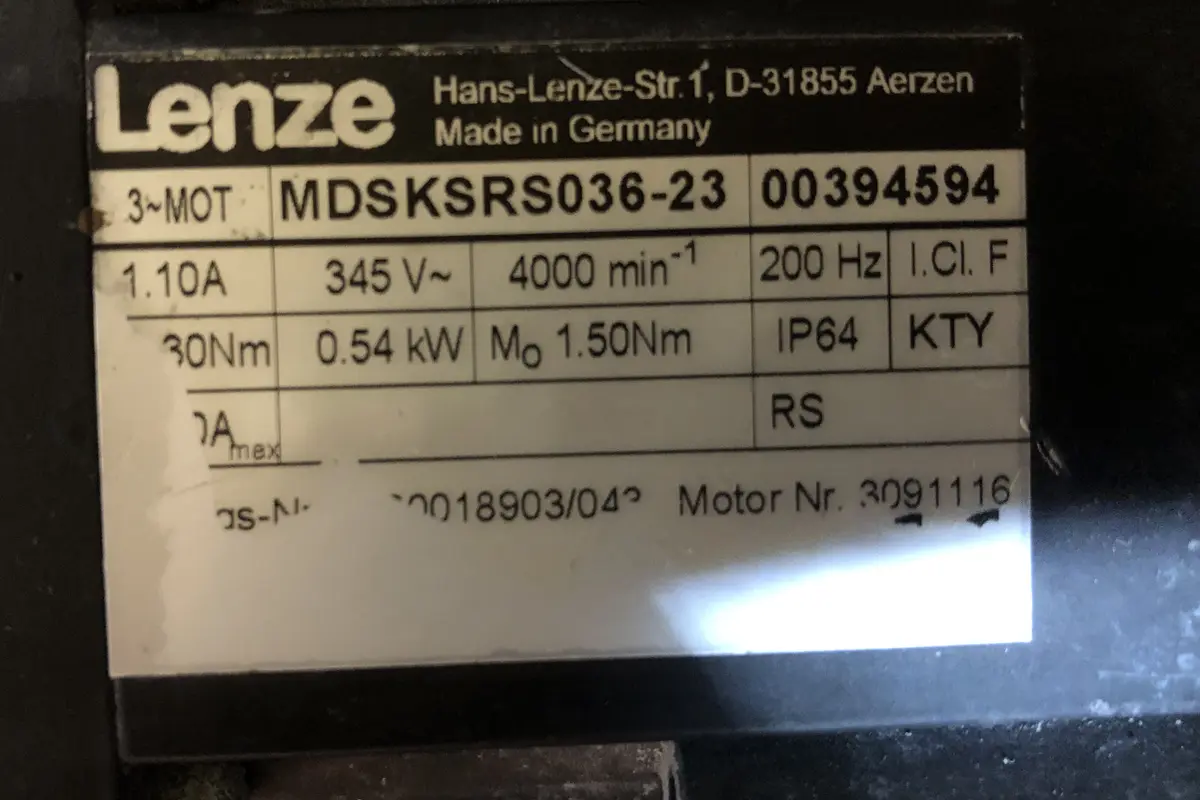 Lenze
Hans-Lenze-Str.1, D-31855 Aerzen
Made in Germany
3~MOT MDSKSRS036-23 00394594
1.10A 345 V~ 4000 min⁻¹ 200 Hz I.Cl. F
0.54 kW M₀ 1.50Nm IP64 KTY
RS
Motor Nr. 3091116